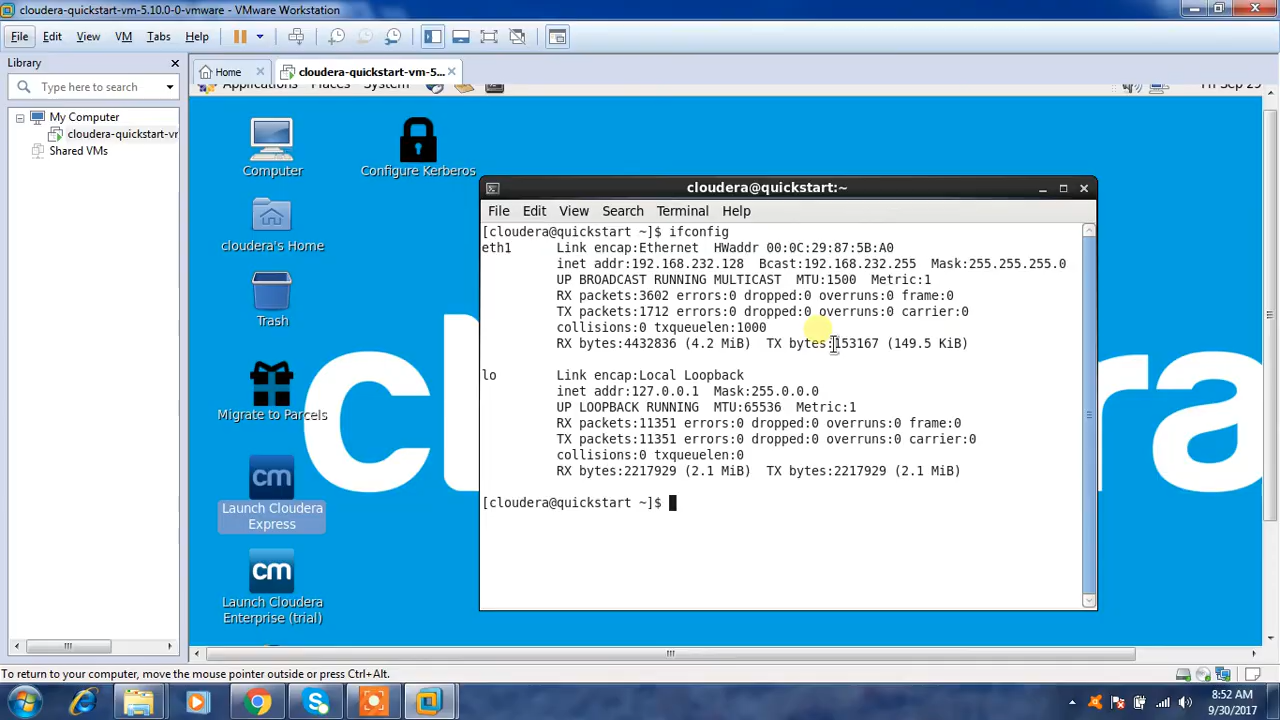 cloudera-quickstart-vm-5.10.0-0-vmware - VMware Workstation
File Edit View VM Tabs Help
Library
Home
cloudera-quickstart-vm-5...
Type here to search
Applications Places System
Fri Sep 29
My Computer
cloudera-quickstart-vr
Shared VMs
Computer
Configure Kerberos
cloudera's Home
Trash
Migrate to Parcels
cm
Launch Cloudera
Express
cm
Launch Cloudera
Enterprise (trial)
cloudera@quickstart:~
File Edit View Search Terminal Help
[cloudera@quickstart ~]$ ifconfig
eth1 Link encap:Ethernet HWaddr 00:0C:29:87:5B:A0
inet addr:192.168.232.128 Bcast:192.168.232.255 Mask:255.255.255.0
UP BROADCAST RUNNING MULTICAST MTU:1500 Metric:1
RX packets:3602 errors:0 dropped:0 overruns:0 frame:0
TX packets:1712 errors:0 dropped:0 overruns:0 carrier:0
collisions:0 txqueuelen:1000
RX bytes:4432836 (4.2 MiB) TX bytes:153167 (149.5 KiB)
lo Link encap:Local Loopback
inet addr:127.0.0.1 Mask:255.0.0.0
UP LOOPBACK RUNNING MTU:65536 Metric:1
RX packets:11351 errors:0 dropped:0 overruns:0 frame:0
TX packets:11351 errors:0 dropped:0 overruns:0 carrier:0
collisions:0 txqueuelen:0
RX bytes:2217929 (2.1 MiB) TX bytes:2217929 (2.1 MiB)
[cloudera@quickstart ~]$
To return to your computer, move the mouse pointer outside or press Ctrl+Alt.
8:52 AM
9/30/2017